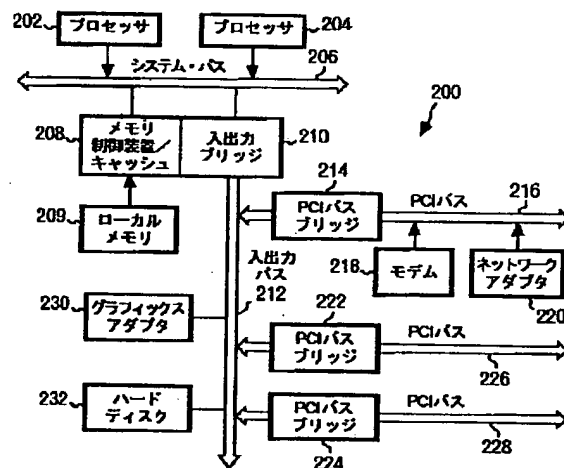 202
プロセッサ
プロセッサ
204
システム・バス
206
200
208
メモリ
制御装置/
キャッシュ
入出力
ブリッジ
210
214
PCIバス
ブリッジ
PCIバス
216
209
ローカル
メモリ
入出力
バス
212
218
モデム
ネットワーク
アダプタ
220
230
グラフィックス
アダプタ
222
PCIバス
ブリッジ
PCIバス
226
232
ハード
ディスク
PCIバス
ブリッジ
224
PCIバス
228